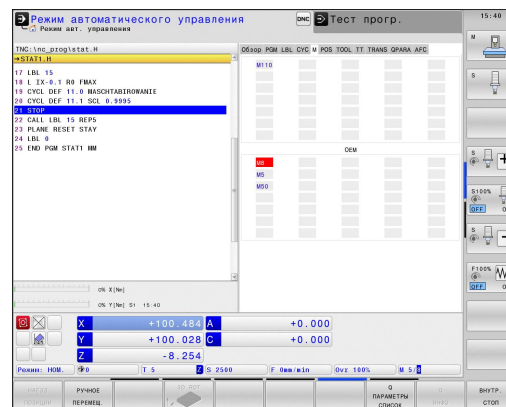 Режим автоматического управления
Режим авт. управления
DNC
Тест прогр.
15:40
TNC:\nc_prog\stat.H
→STAT1.H
17 LBL 15
18 L IX-0.1 R0 FMAX
19 CYCL DEF 11.0 MASCHTABIROWANIE
20 CYCL DEF 11.1 SCL 0.9995
21 STOP
22 CALL LBL 15 REP5
23 PLANE RESET STAY
24 LBL 0
25 END PGM STAT1 MM
Обзор PGM LBL CYC M POS TOOL TT TRANS QPARA AFC
M110
OEM
M8
M5
M50
M
S
S
S100%
OFF
S
F100%
OFF
0% X[Nm]
0% Y[Nm] S1 15:40
X +100.484 A +0.000
Y +100.028 C +0.000
Z -8.254
Режим: НОМ. 0 T 5 Z S 2500 F 0mm/min Ovr 100% M 5/8
РУЧНОЕ ПЕРЕМЕЩ.
3D ROT
Q ПАРАМЕТРЫ СПИСОК
ВНУТР. СТОП